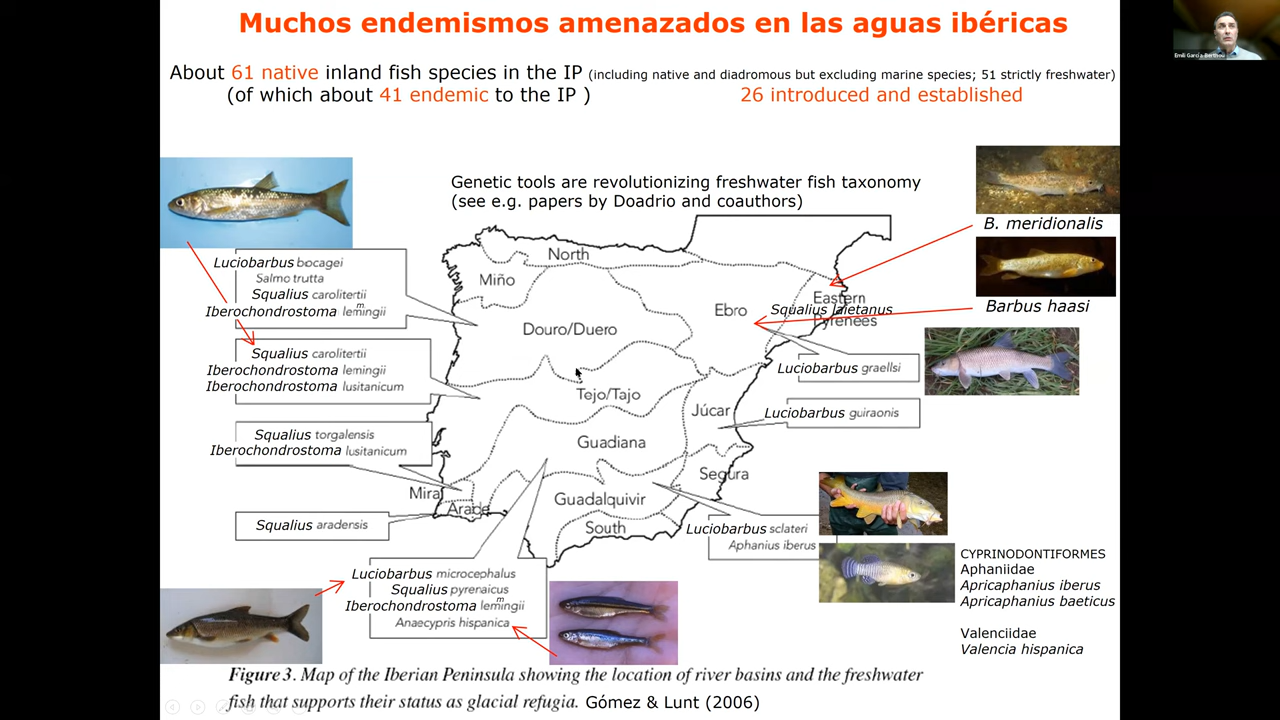 Muchos endemismos amenazados en las aguas ibéricas
Emili García-Berthou
About 61 native inland fish species in the IP (including native and diadromous but excluding marine species; 51 strictly freshwater)
(of which about 41 endemic to the IP )
26 introduced and established
Genetic tools are revolutionizing freshwater fish taxonomy
(see e.g. papers by Doadrio and coauthors)
B. meridionalis
Barbus haasi
Luciobarbus bocagei
Salmo trutta
Squalius carolitertii
m
Iberochondrostoma lemingii
Squalius carolitertii
Iberochondrostoma lemingii
Iberochondrostoma lusitanicum
Squalius torgalensis
Iberochondrostoma lusitanicum
Squalius aradensis
North
Miño
Douro/Duero
Ebro
Eastern
Pyrenees
Squalius laietanus
Tejo/Tajo
Júcar
Guadiana
Segura
Guadalquivir
South
Mira
Arade
Luciobarbus graellsi
Luciobarbus guiraonis
Luciobarbus sclateri
Aphanius iberus
Luciobarbus microcephalus
Squalius pyrenaicus
m
Iberochondrostoma lemingii
Anaecypris hispanica
CYPRINODONTIFORMES
Aphaniidae
Apricaphanius iberus
Apricaphanius baeticus
Valenciidae
Valencia hispanica
Figure 3. Map of the Iberian Peninsula showing the location of river basins and the freshwater
fish that supports their status as glacial refugia. Gómez & Lunt (2006)